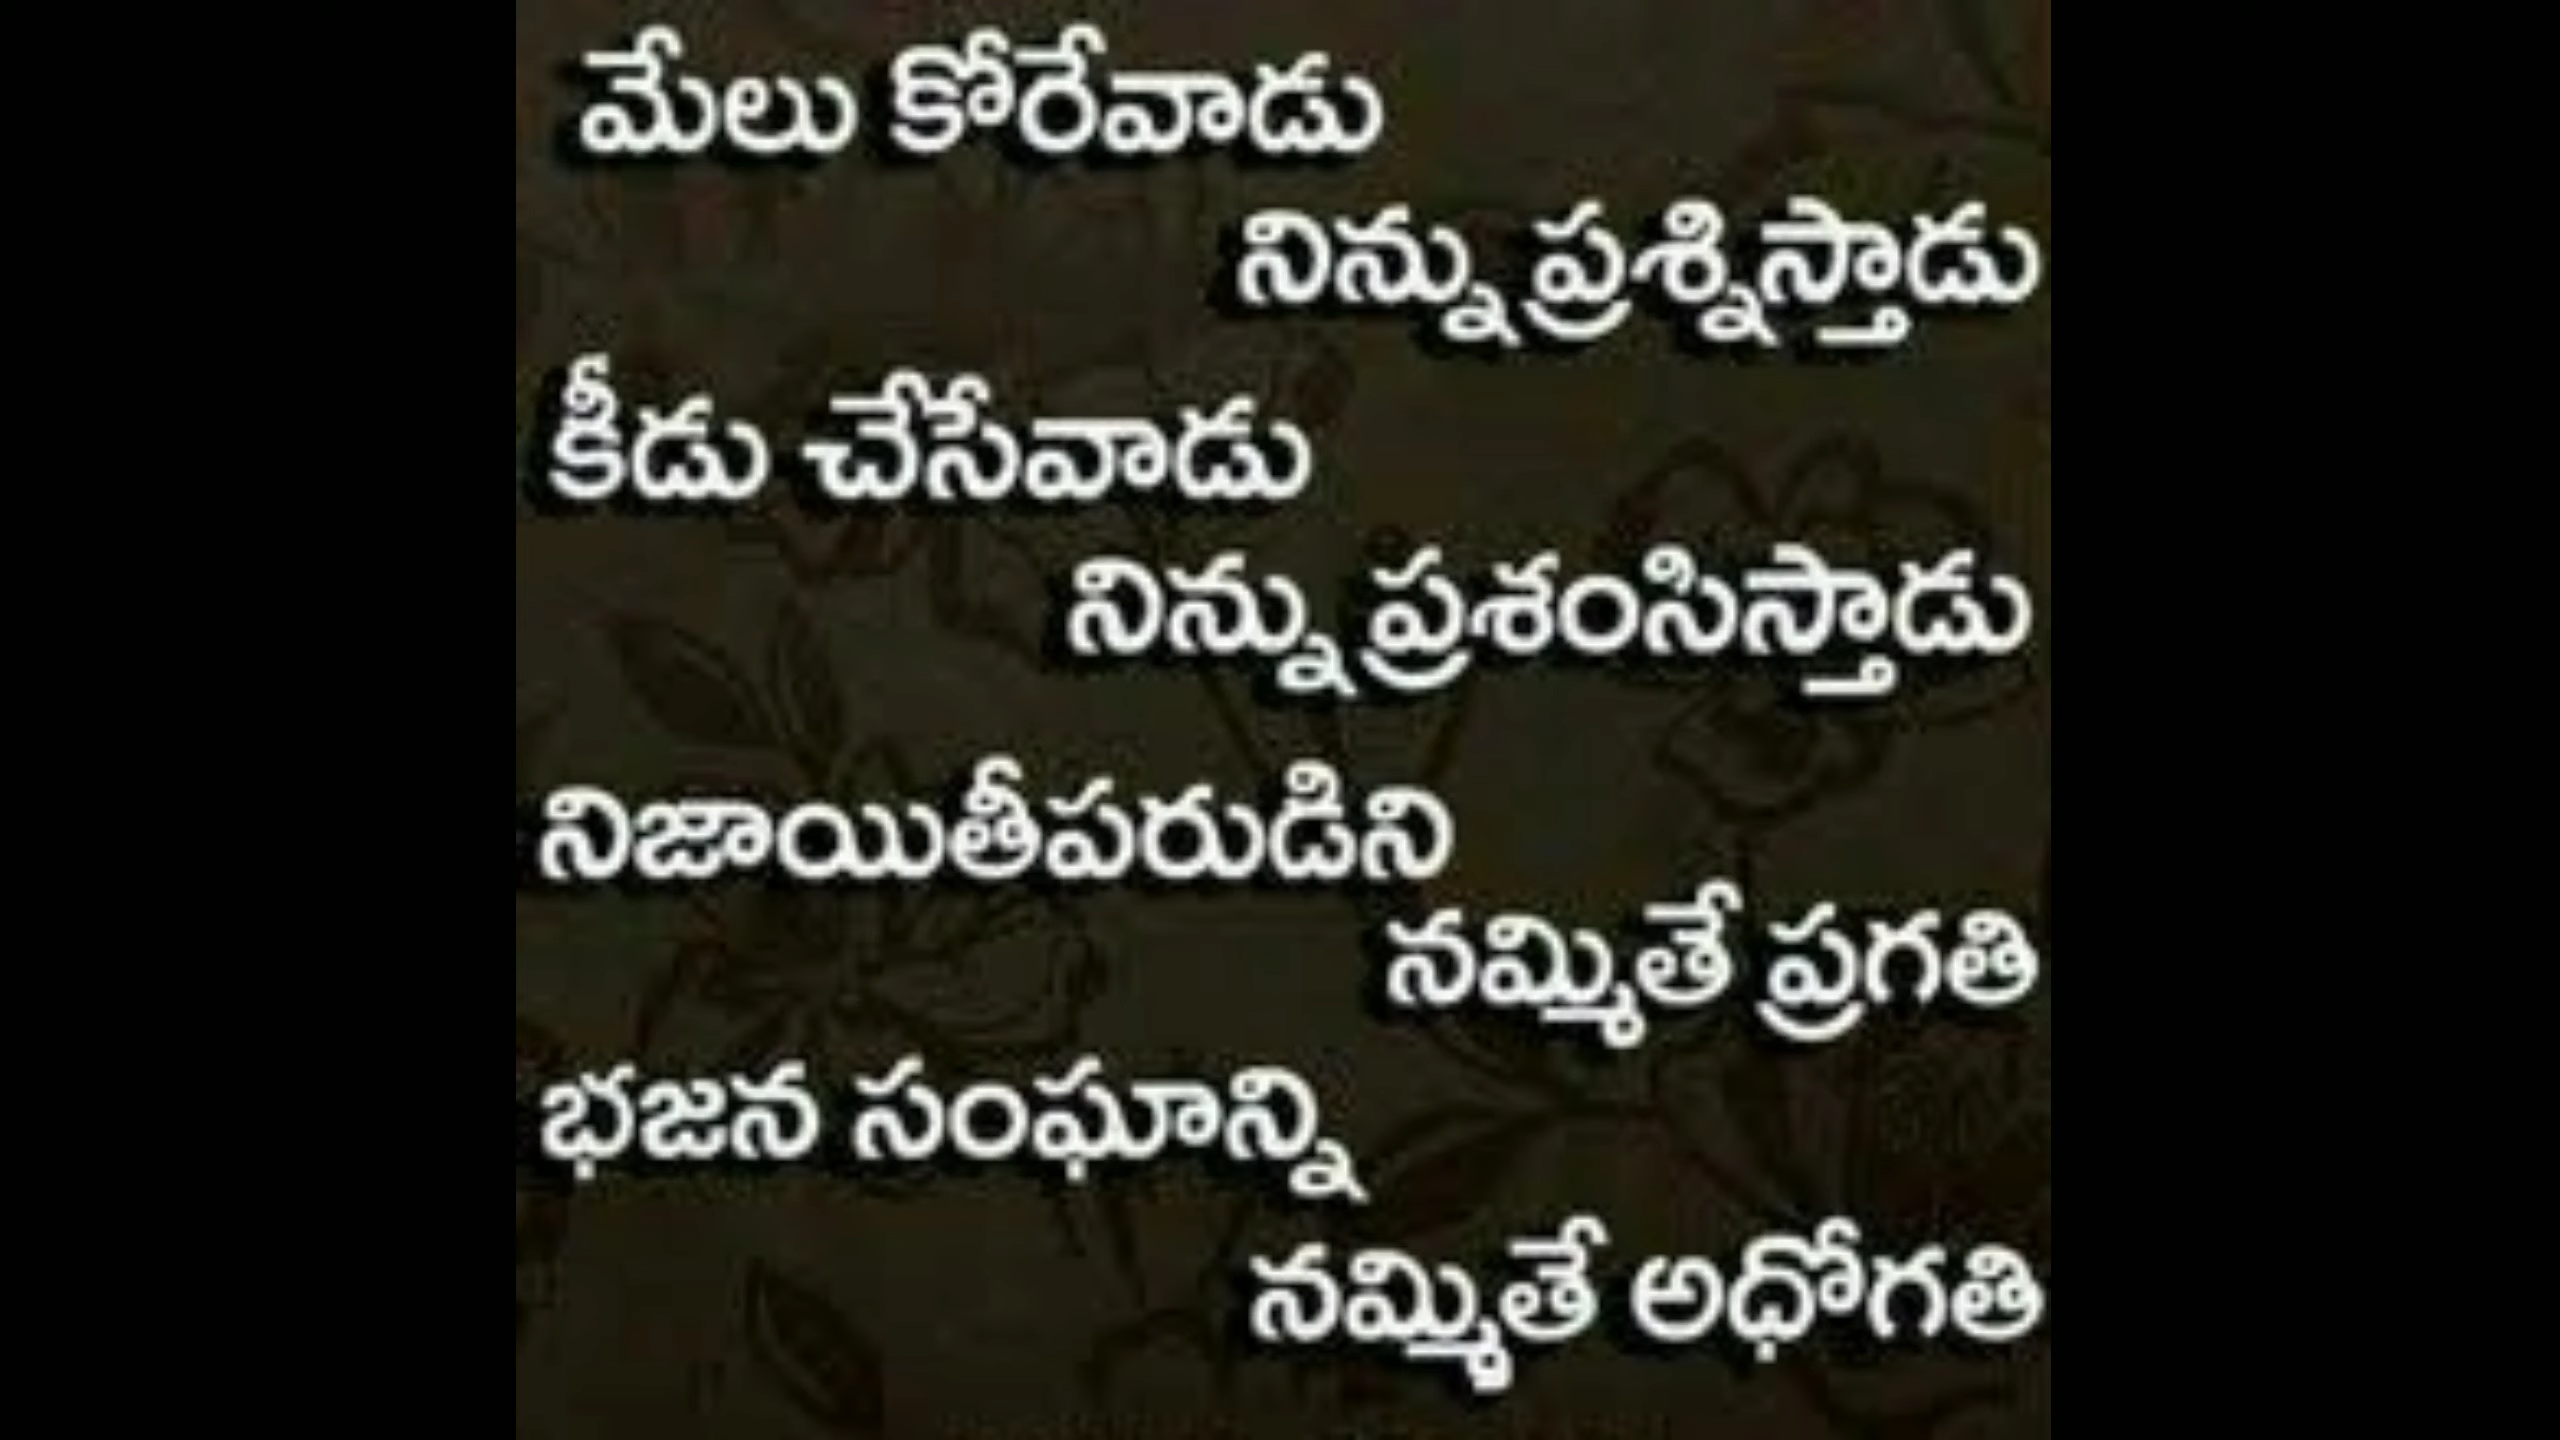 మేలు కోరేవాడు
నిన్ను ప్రశ్నిస్తాడు
కీడు చేసేవాడు
నిన్ను ప్రశంసిస్తాడు
నిజాయితీపరుడిని
నమ్మితే ప్రగతి
భజన సంఘాన్ని
నమ్మితే అధోగతి